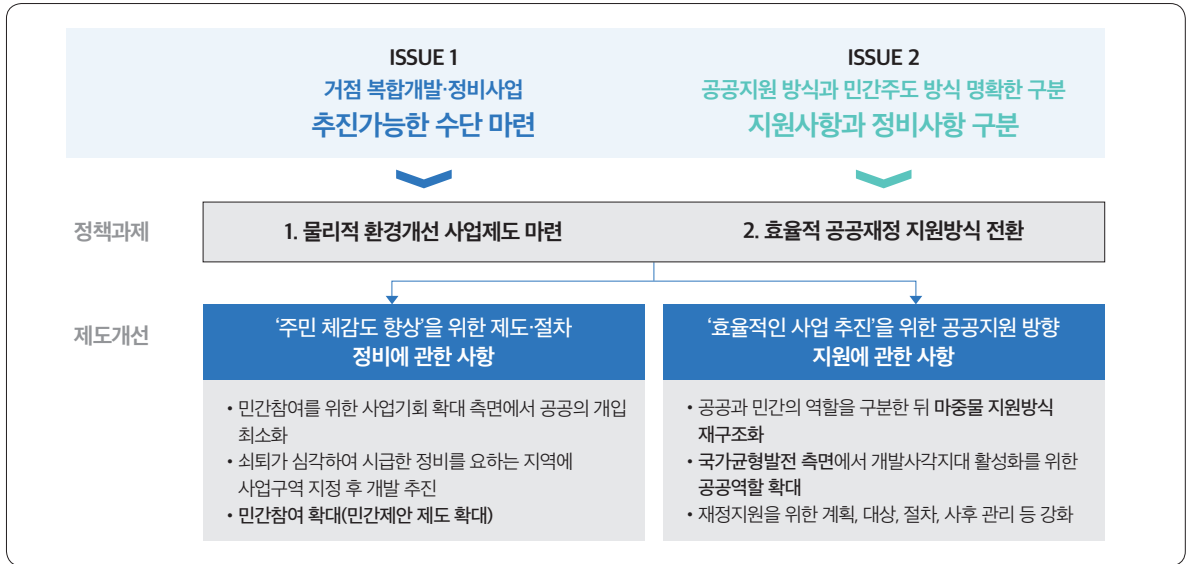 ISSUE 1
거점 복합개발·정비사업
추진가능한 수단 마련
ISSUE 2
공공지원 방식과 민간주도 방식 명확한 구분
지원사항과 정비사항 구분
정책과제
1. 물리적 환경개선 사업제도 마련
2. 효율적 공공재정 지원방식 전환
제도개선
‘주민 체감도 향상’을 위한 제도·절차
정비에 관한 사항
• 민간참여를 위한 사업기회 확대 측면에서 공공의 개입
최소화
• 쇠퇴가 심각하여 시급한 정비를 요하는 지역에
사업구역 지정 후 개발 추진
• 민간참여 확대(민간제안 제도 확대)
‘효율적인 사업 추진’을 위한 공공지원 방향
지원에 관한 사항
• 공공과 민간의 역할을 구분한 뒤 마중물 지원방식
재구조화
• 국가균형발전 측면에서 개발사각지대 활성화를 위한
공공역할 확대
• 재정지원을 위한 계획, 대상, 절차, 사후 관리 등 강화